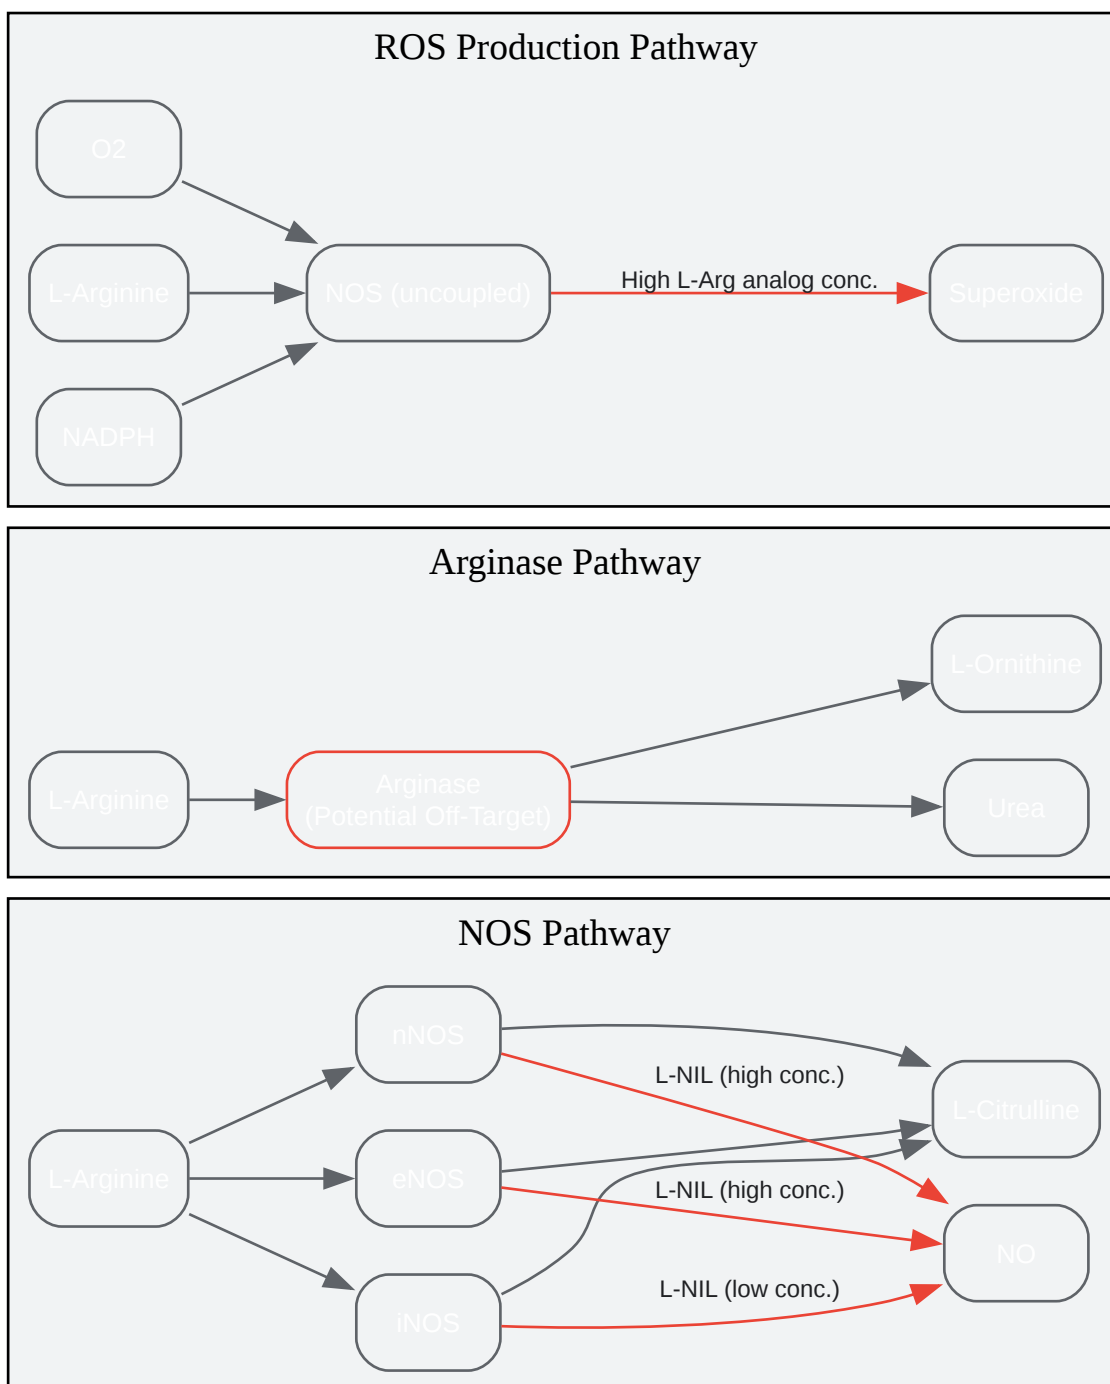 ROS Production Pathway
O2
L-Arginine
NOS (uncoupled)
High L-Arg analog conc.
Superoxide
NADPH
Arginase Pathway
L-Ornithine
L-Arginine
Arginase
(Potential Off-Target)
Urea
NOS Pathway
nNOS
L-NIL (high conc.)
L-Citrulline
L-Arginine
eNOS
L-NIL (high conc.)
NO
L-NIL (low conc.)
iNOS